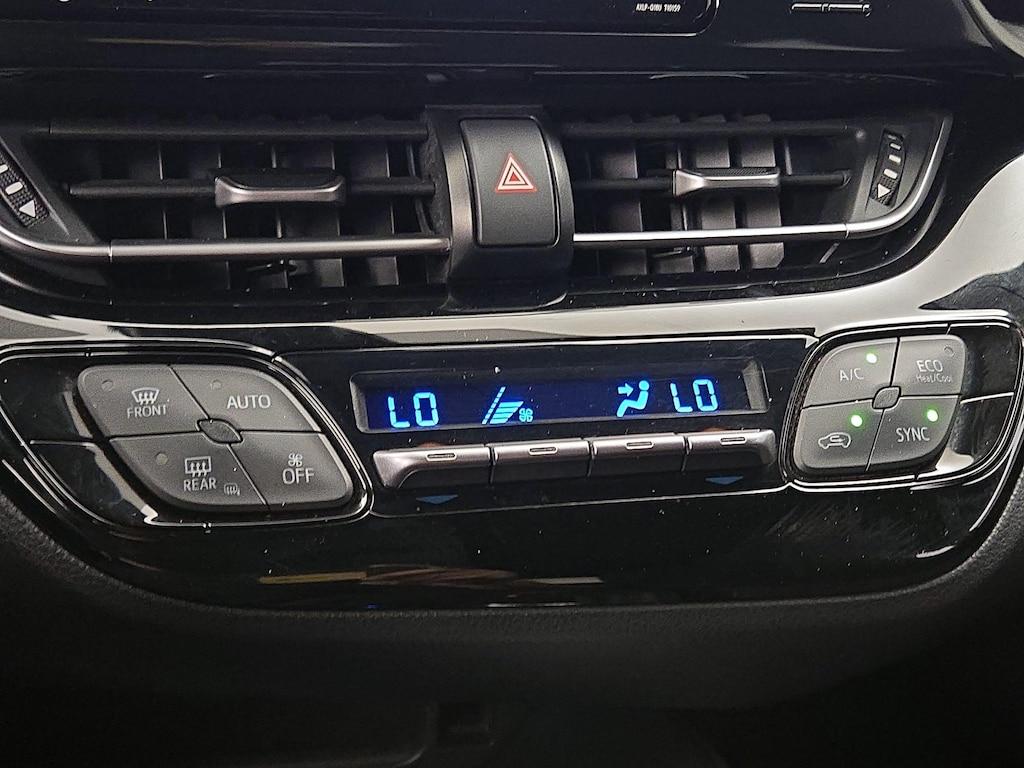 LO
LO
FRONT
AUTO
REAR
OFF
A/C
ECO
Heat/Cool
SYNC